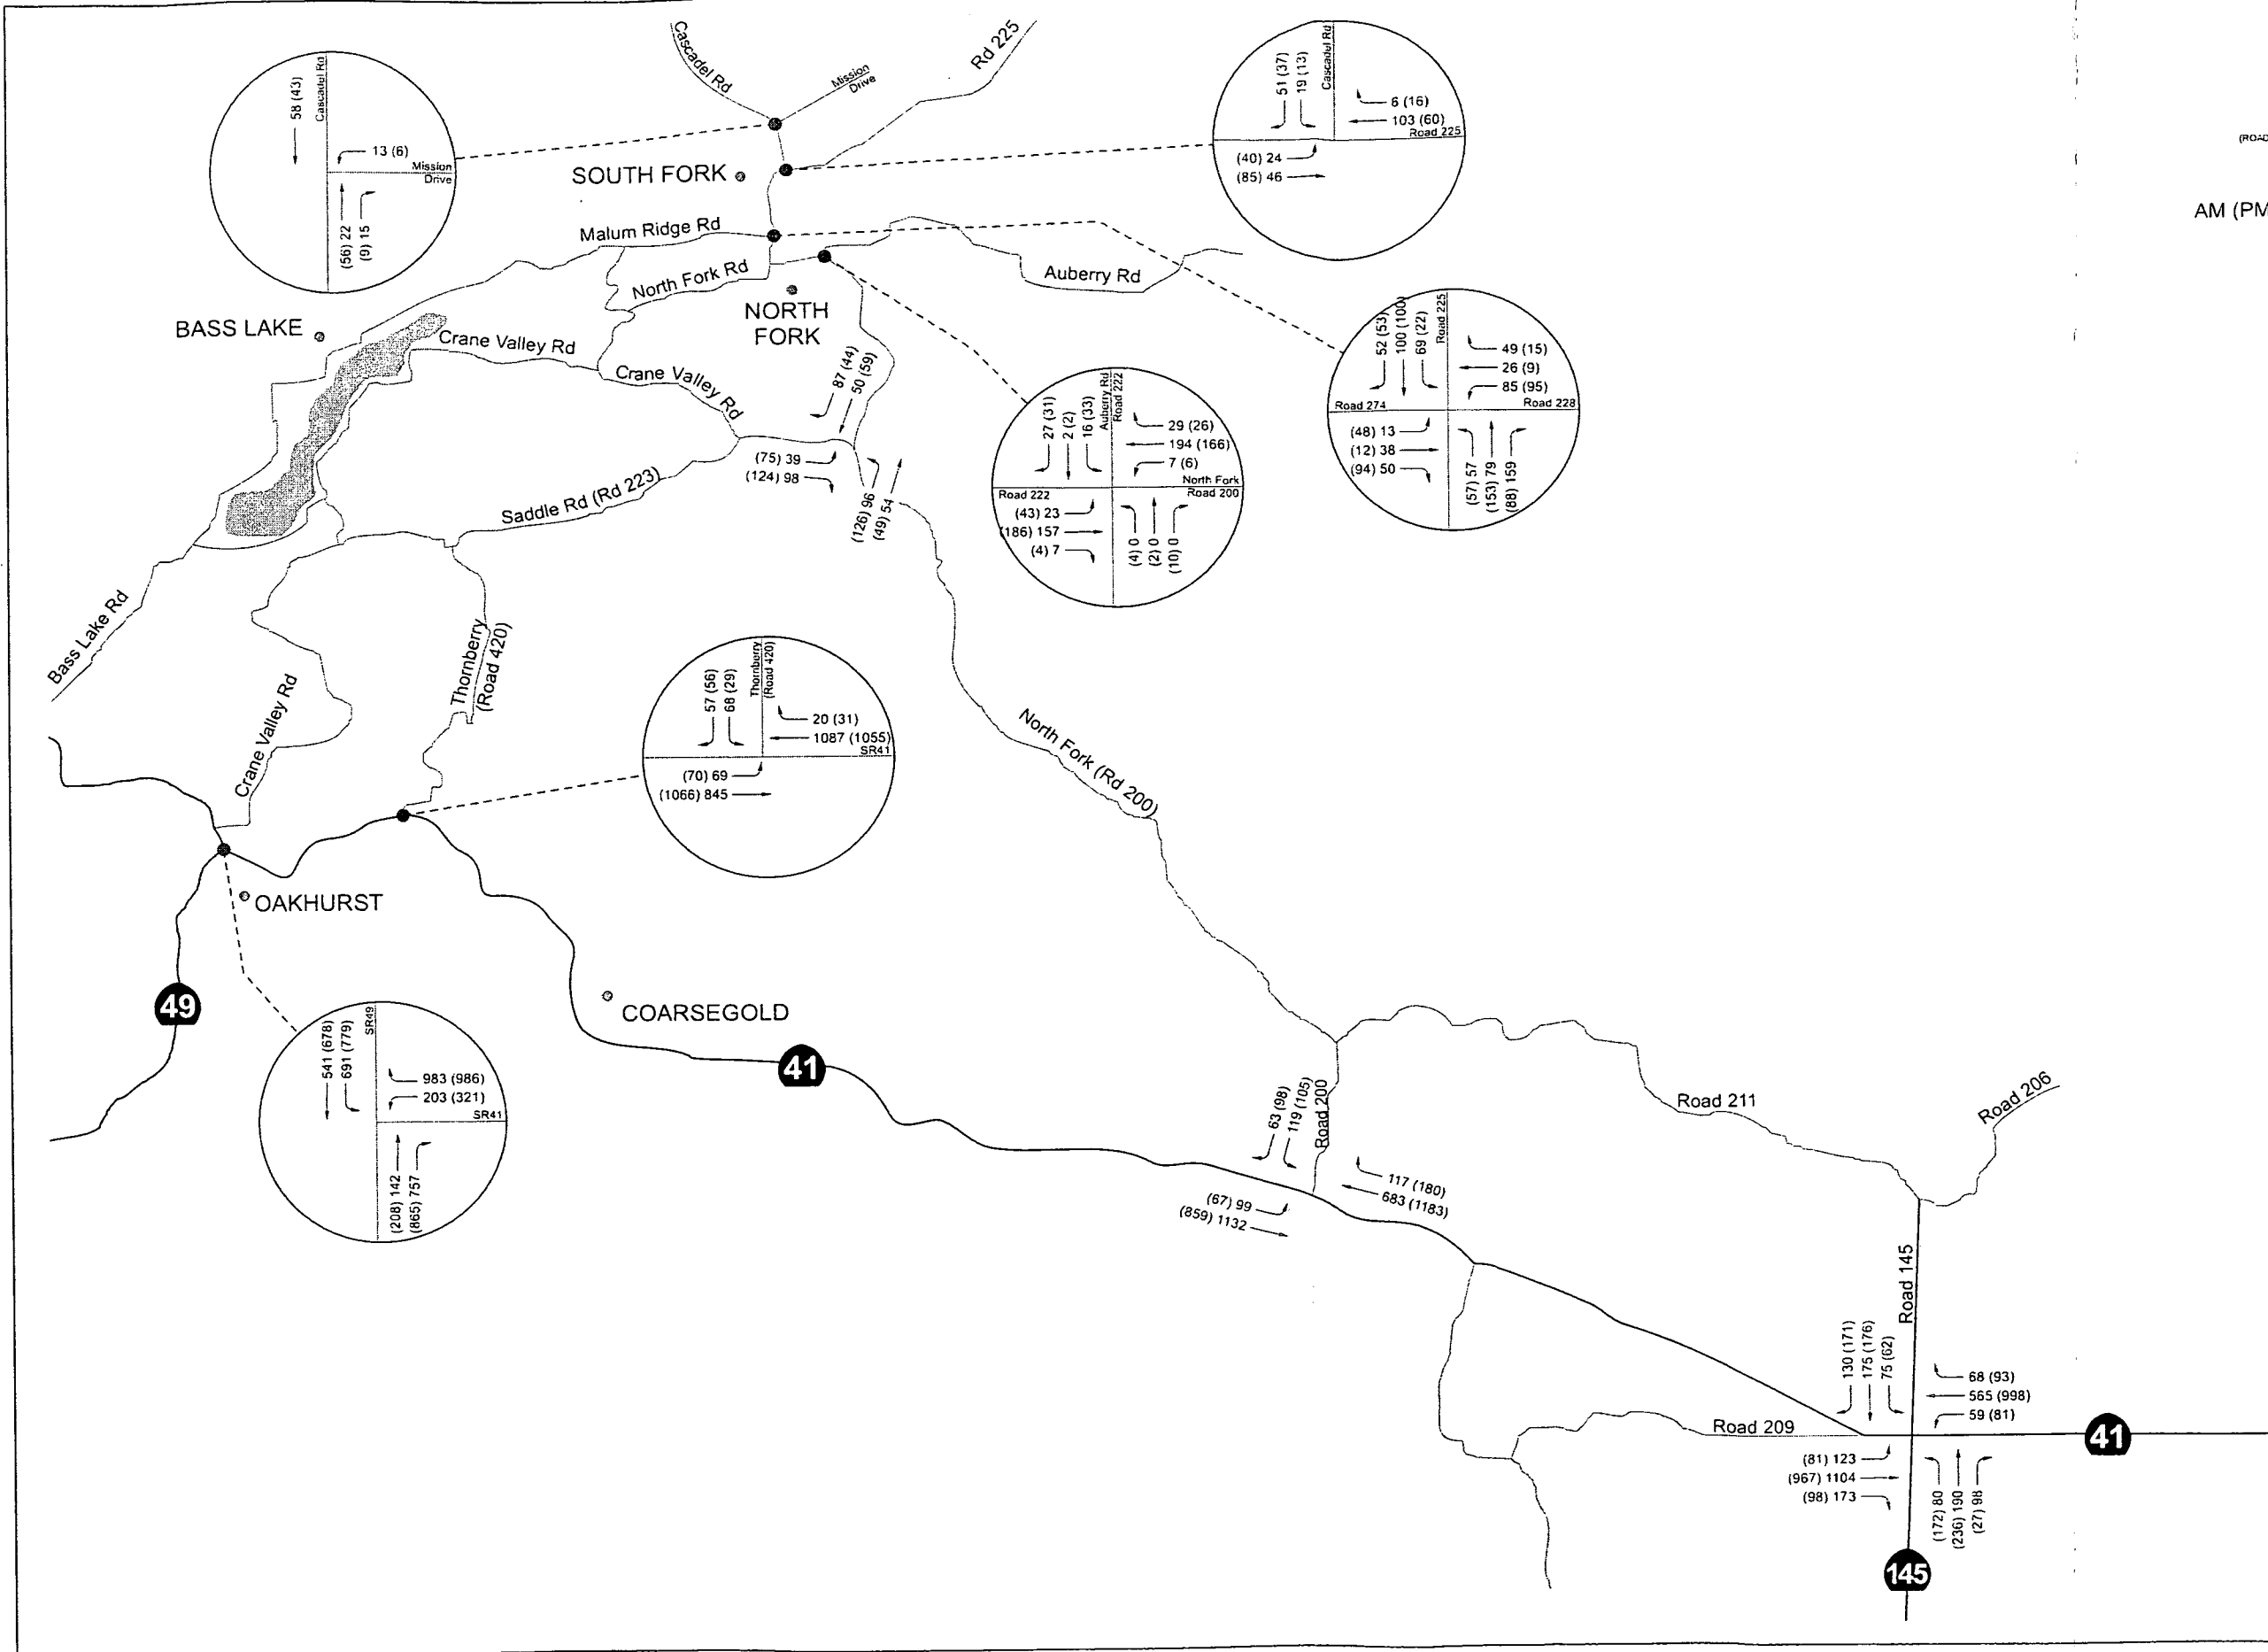 Cascadel Rd
Mission
Drive
Rd 225
58 (43)
Cascadel Rd
13 (6)
Mission
Drive
(56) 22
(9) 15
51 (37)
19 (13)
Cascadel Rd
6 (16)
103 (60)
Road 225
(40) 24
(85) 46
(ROAD
AM (PM
SOUTH FORK
Malum Ridge Rd
North Fork Rd
NORTH
FORK
Auberry Rd
BASS LAKE
Crane Valley Rd
Crane Valley Rd
87 (44)
50 (59)
(75) 39
(124) 98
(126) 96
(49) 54
Saddle Rd (Rd 223)
52 (53)
100 (100)
69 (22)
Road 225
49 (15)
26 (9)
85 (95)
Road 274
Road 228
(48) 13
(12) 38
(94) 50
(57) 57
(153) 79
(88) 159
27 (31)
2 (2)
16 (33)
Auberry Rd
Road 222
29 (26)
194 (166)
7 (6)
North Fork
Road 222
Road 200
(43) 23
(186) 157
(4) 7
(4) 0
(2) 0
(10) 0
Bass Lake Rd
Thornberry
(Road 420)
Crane Valley Rd
57 (56)
68 (29)
Thornberry
(Road 420)
20 (31)
1087 (1055)
SR41
(70) 69
(1066) 845
North Fork (Rd 200)
OAKHURST
49
COARSEGOLD
41
541 (678)
691 (779)
SR49
983 (986)
203 (321)
SR41
(208) 142
(865) 757
63 (98)
119 (105)
Road 200
117 (180)
683 (1183)
(67) 99
(859) 1132
Road 211
Road 206
Road 145
130 (171)
175 (176)
75 (62)
68 (93)
565 (998)
59 (81)
Road 209
41
(81) 123
(967) 1104
(98) 173
(172) 80
(236) 190
(27) 98
145